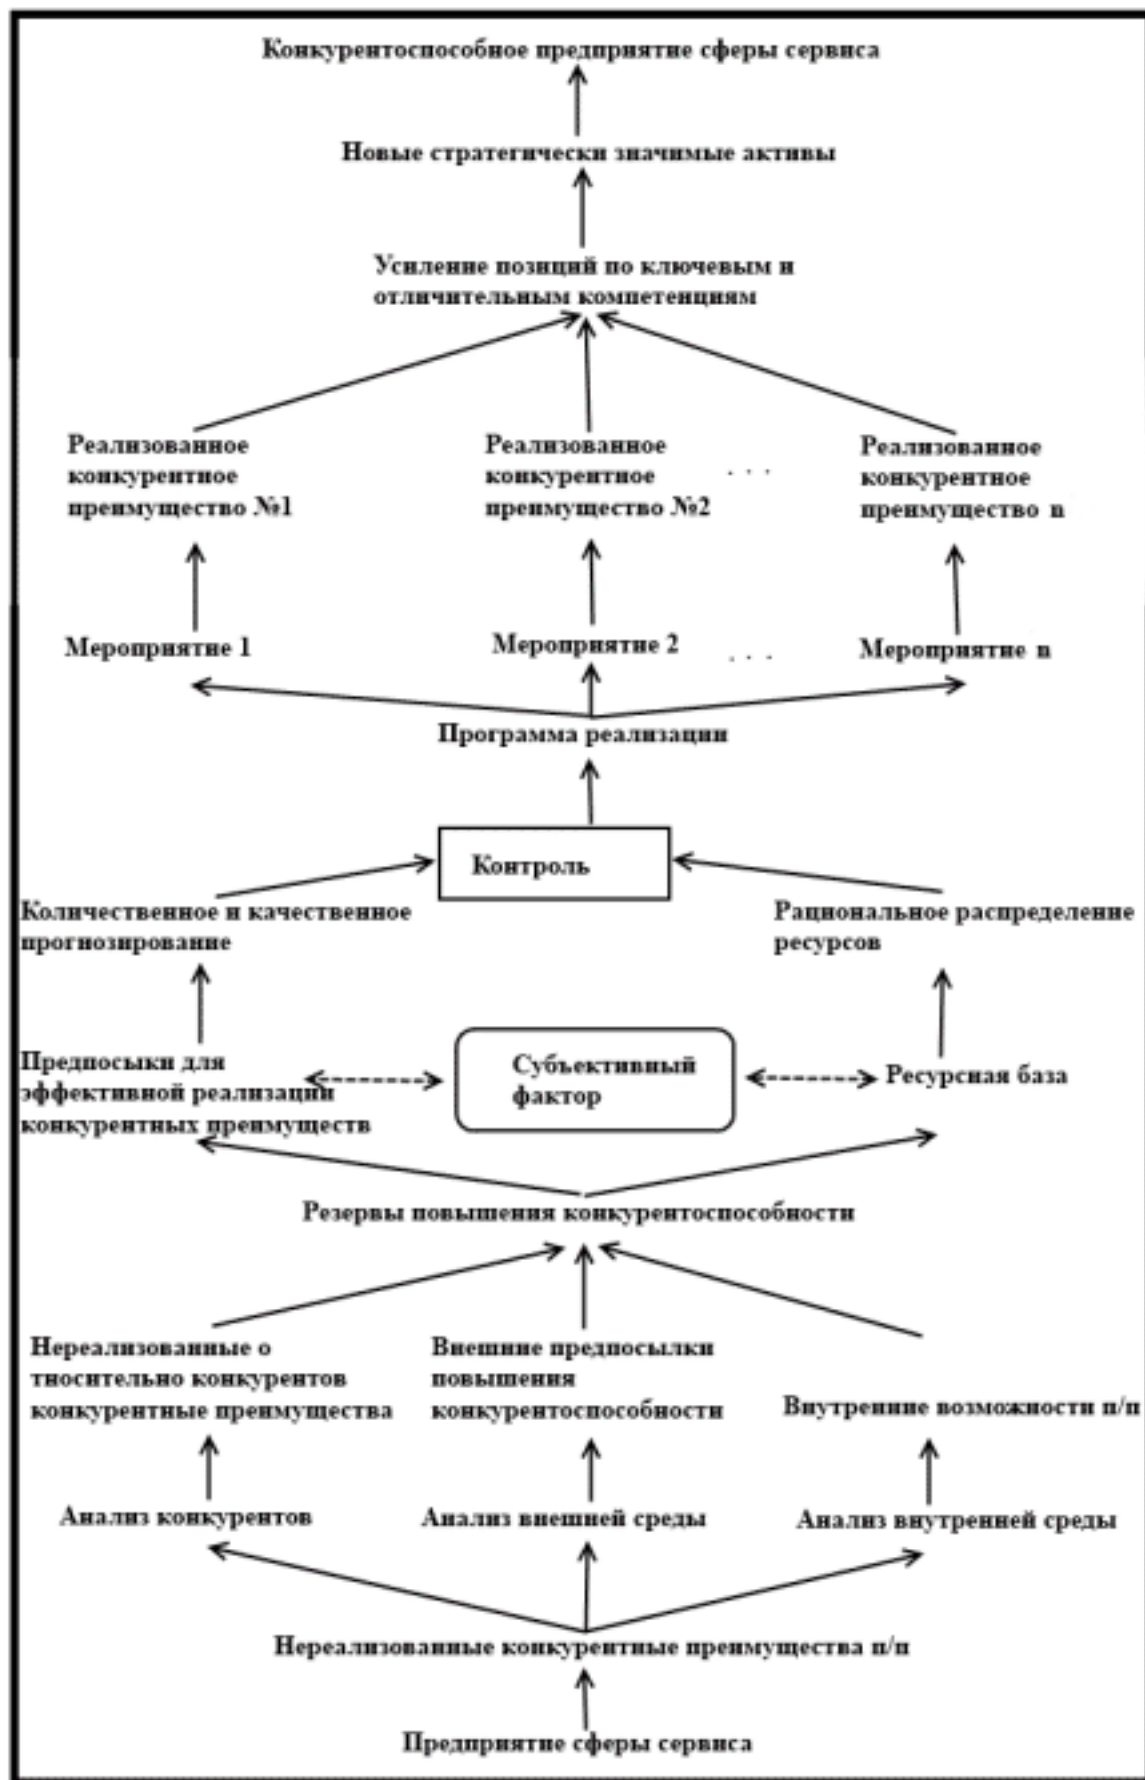 Конкурентоспособное предприятие сферы сервиса
Новые стратегически значимые активы
Усиление позиций по ключевым и
отличительным компетенциям
Реализованное
конкурентное
преимущество №1
Реализованное
конкурентное
преимущество №2
. . .
Реализованное
конкурентное
преимущество n
Мероприятие 1
Мероприятие 2
. . .
Мероприятие n
Программа реализации
Контроль
Количественное и качественное
прогнозирование
Рациональное распределение
ресурсов
Предпосыки для
эффективной реализации
конкурентных преимуществ
Субъективный
фактор
Ресурсная база
Резервы повышения конкурентоспособности
Нереализованные о
тносительно конкурентов
конкурентные преимущества
Внешние предпосылки
повышения
конкурентоспособности
Внутренние возможности п/п
Анализ конкурентов
Анализ внешней среды
Анализ внутренней среды
Нереализованные конкурентные преимущества п/п
Предприятие сферы сервиса